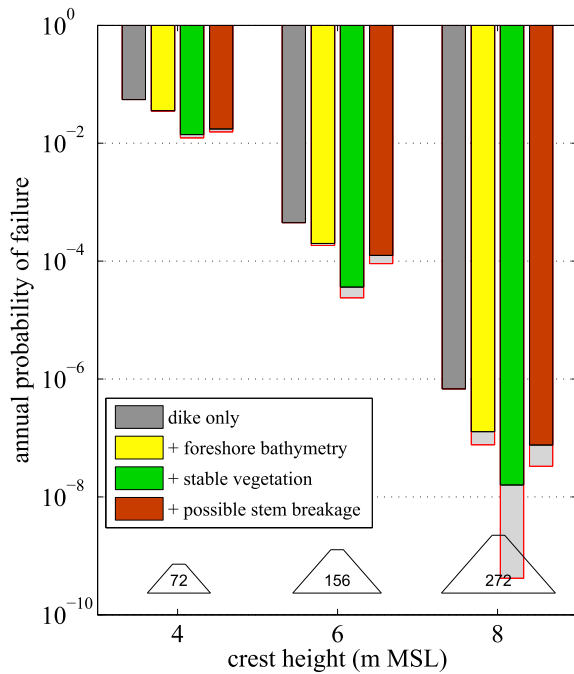 annual probability of failure
10^0
10^−2
10^−4
10^−6
10^−8
10^−10
dike only
+ foreshore bathymetry
+ stable vegetation
+ possible stem breakage
72
156
272
4
6
8
crest height (m MSL)